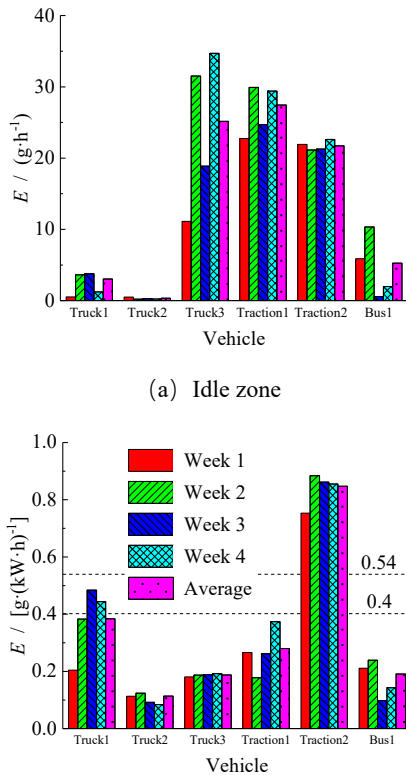 40
30
20
10
0
E / (g·h⁻¹)
Truck1 Truck2 Truck3 Traction1 Traction2 Bus1
Vehicle
(a) Idle zone
1.0
0.8
0.6
0.4
0.2
0.0
E / [g·(kW·h)⁻¹]
Week 1
Week 2
Week 3
Week 4
Average
0.54
0.4
Truck1 Truck2 Truck3 Traction1 Traction2 Bus1
Vehicle